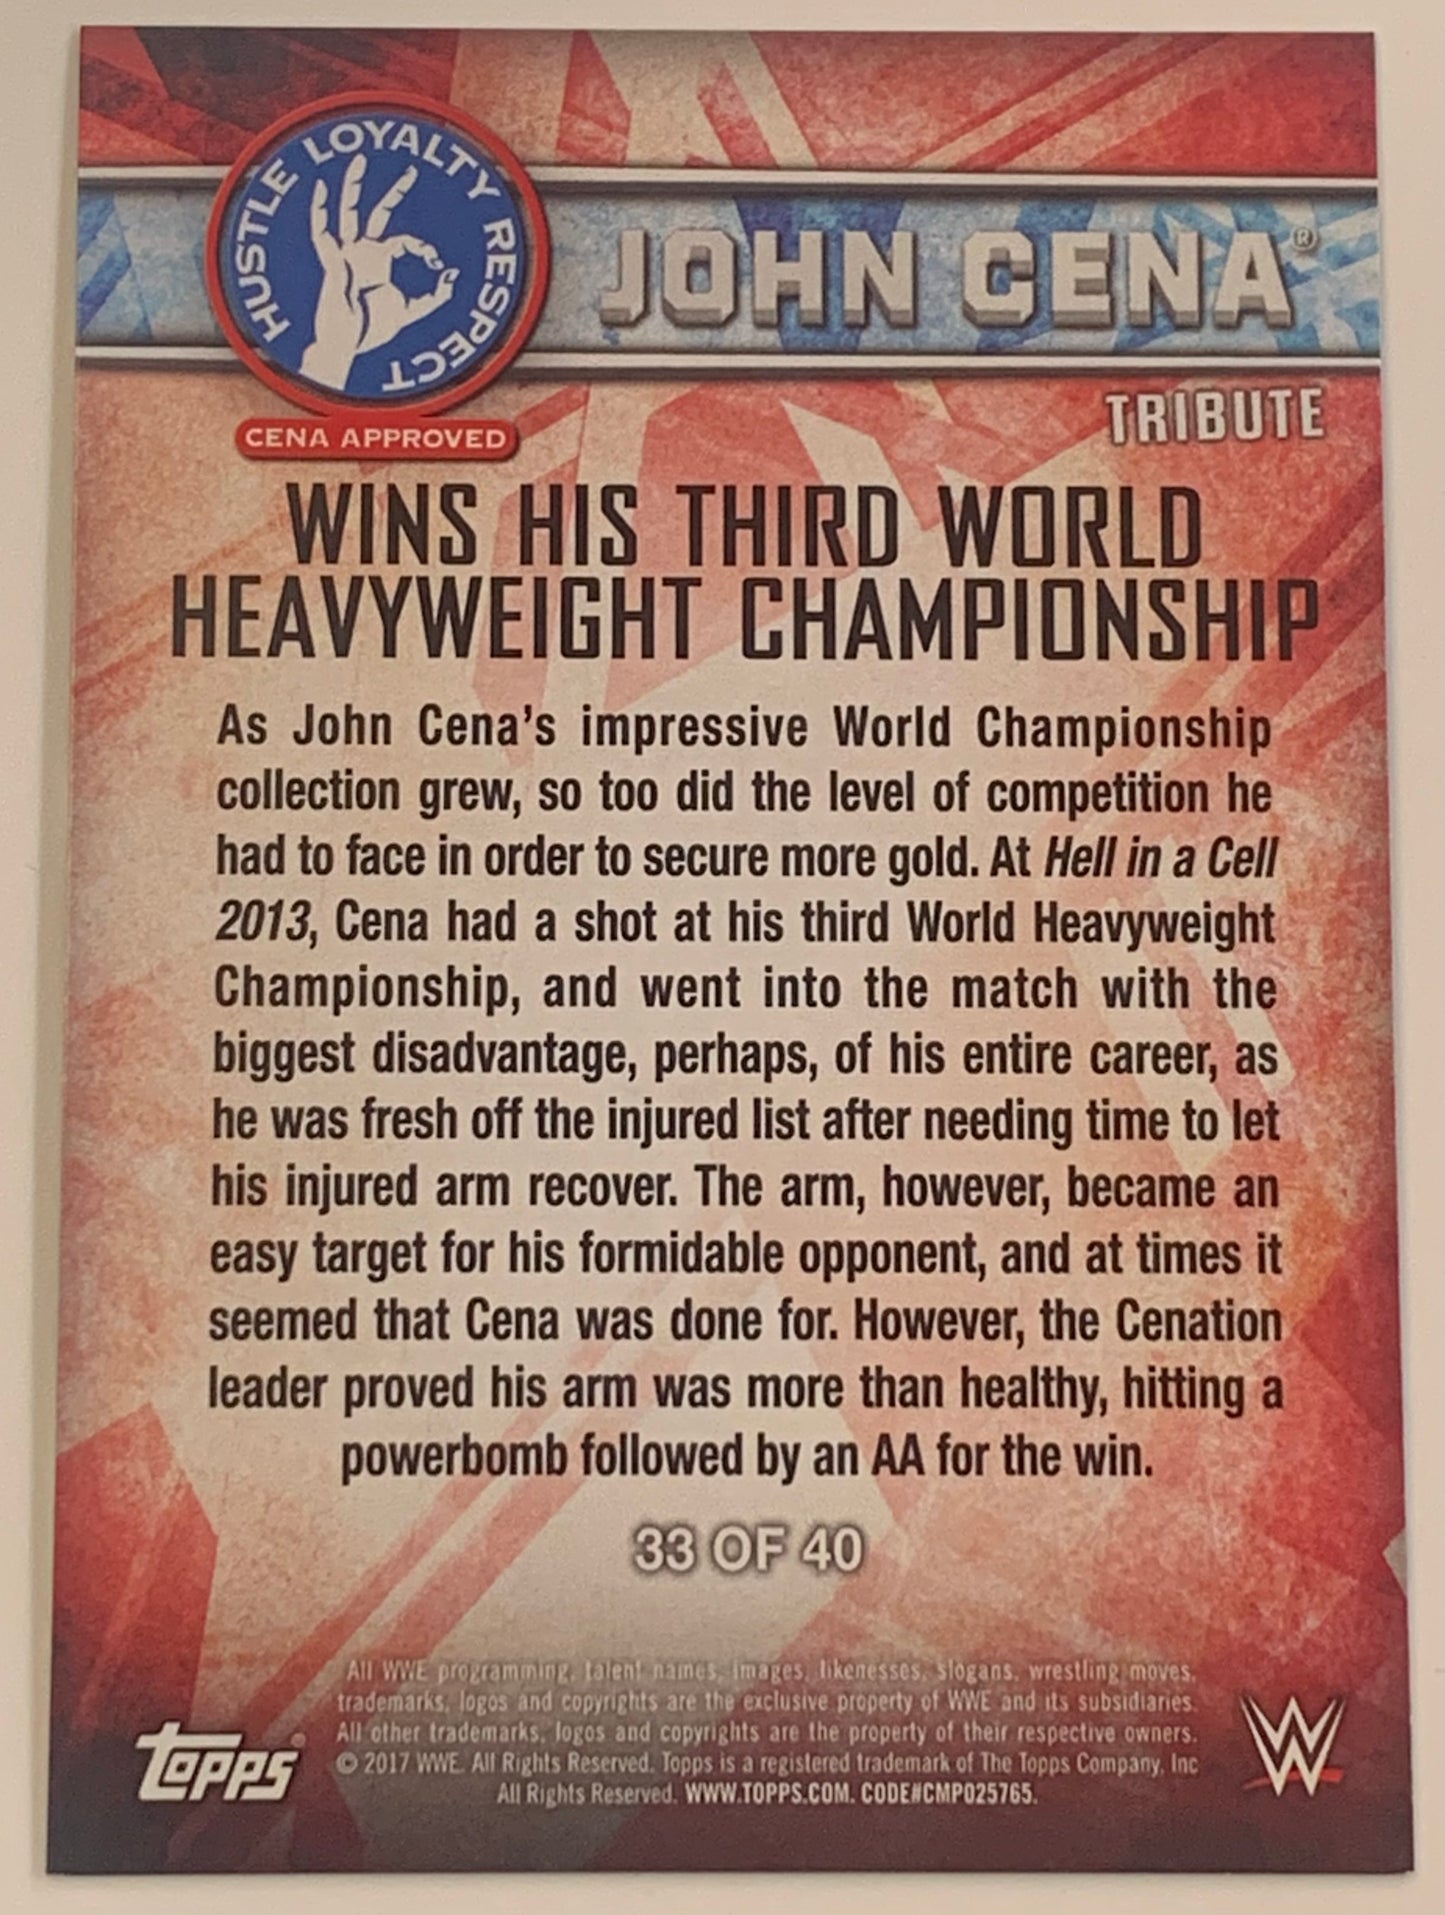 HUSTLE LOYALTY RESPECT
JOHN CENA®
CENA APPROVED
TRIBUTE
WINS HIS THIRD WORLD
HEAVYWEIGHT CHAMPIONSHIP
As John Cena's impressive World Championship
collection grew, so too did the level of competition he
had to face in order to secure more gold. At Hell in a Cell
2013, Cena had a shot at his third World Heavyweight
Championship, and went into the match with the
biggest disadvantage, perhaps, of his entire career, as
he was fresh off the injured list after needing time to let
his injured arm recover. The arm, however, became an
easy target for his formidable opponent, and at times it
seemed that Cena was done for. However, the Cenation
leader proved his arm was more than healthy, hitting a
powerbomb followed by an AA for the win.
33 OF 40
All WWE programming, talent names, images, likenesses, slogans, wrestling moves,
trademarks, logos and copyrights are the exclusive property of WWE and its subsidiaries.
All other trademarks, logos and copyrights are the property of their respective owners.
© 2017 WWE. All Rights Reserved. Topps is a registered trademark of The Topps Company, Inc
All Rights Reserved. WWW.TOPPS.COM. CODE#CMP025765.
Topps®
W